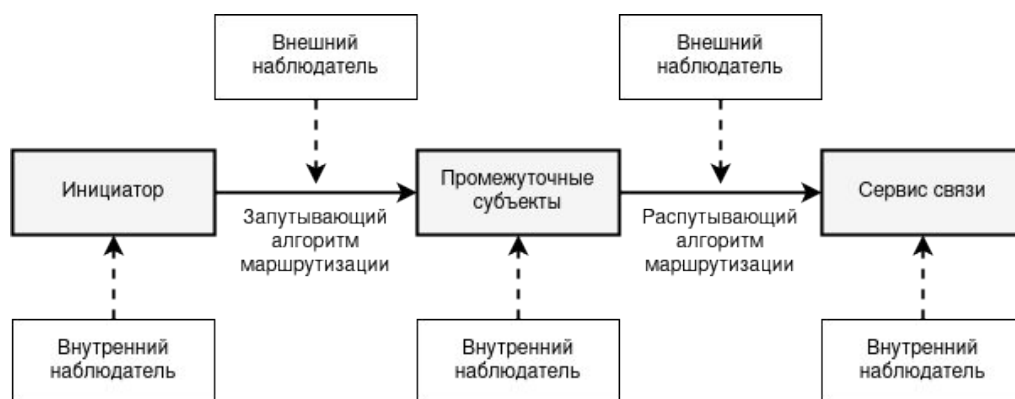 Внешний
наблюдатель
Внешний
наблюдатель
Инициатор
Промежуточные
субъекты
Сервис связи
Запутывающий
алгоритм
маршрутизации
Распутывающий
алгоритм
маршрутизации
Внутренний
наблюдатель
Внутренний
наблюдатель
Внутренний
наблюдатель